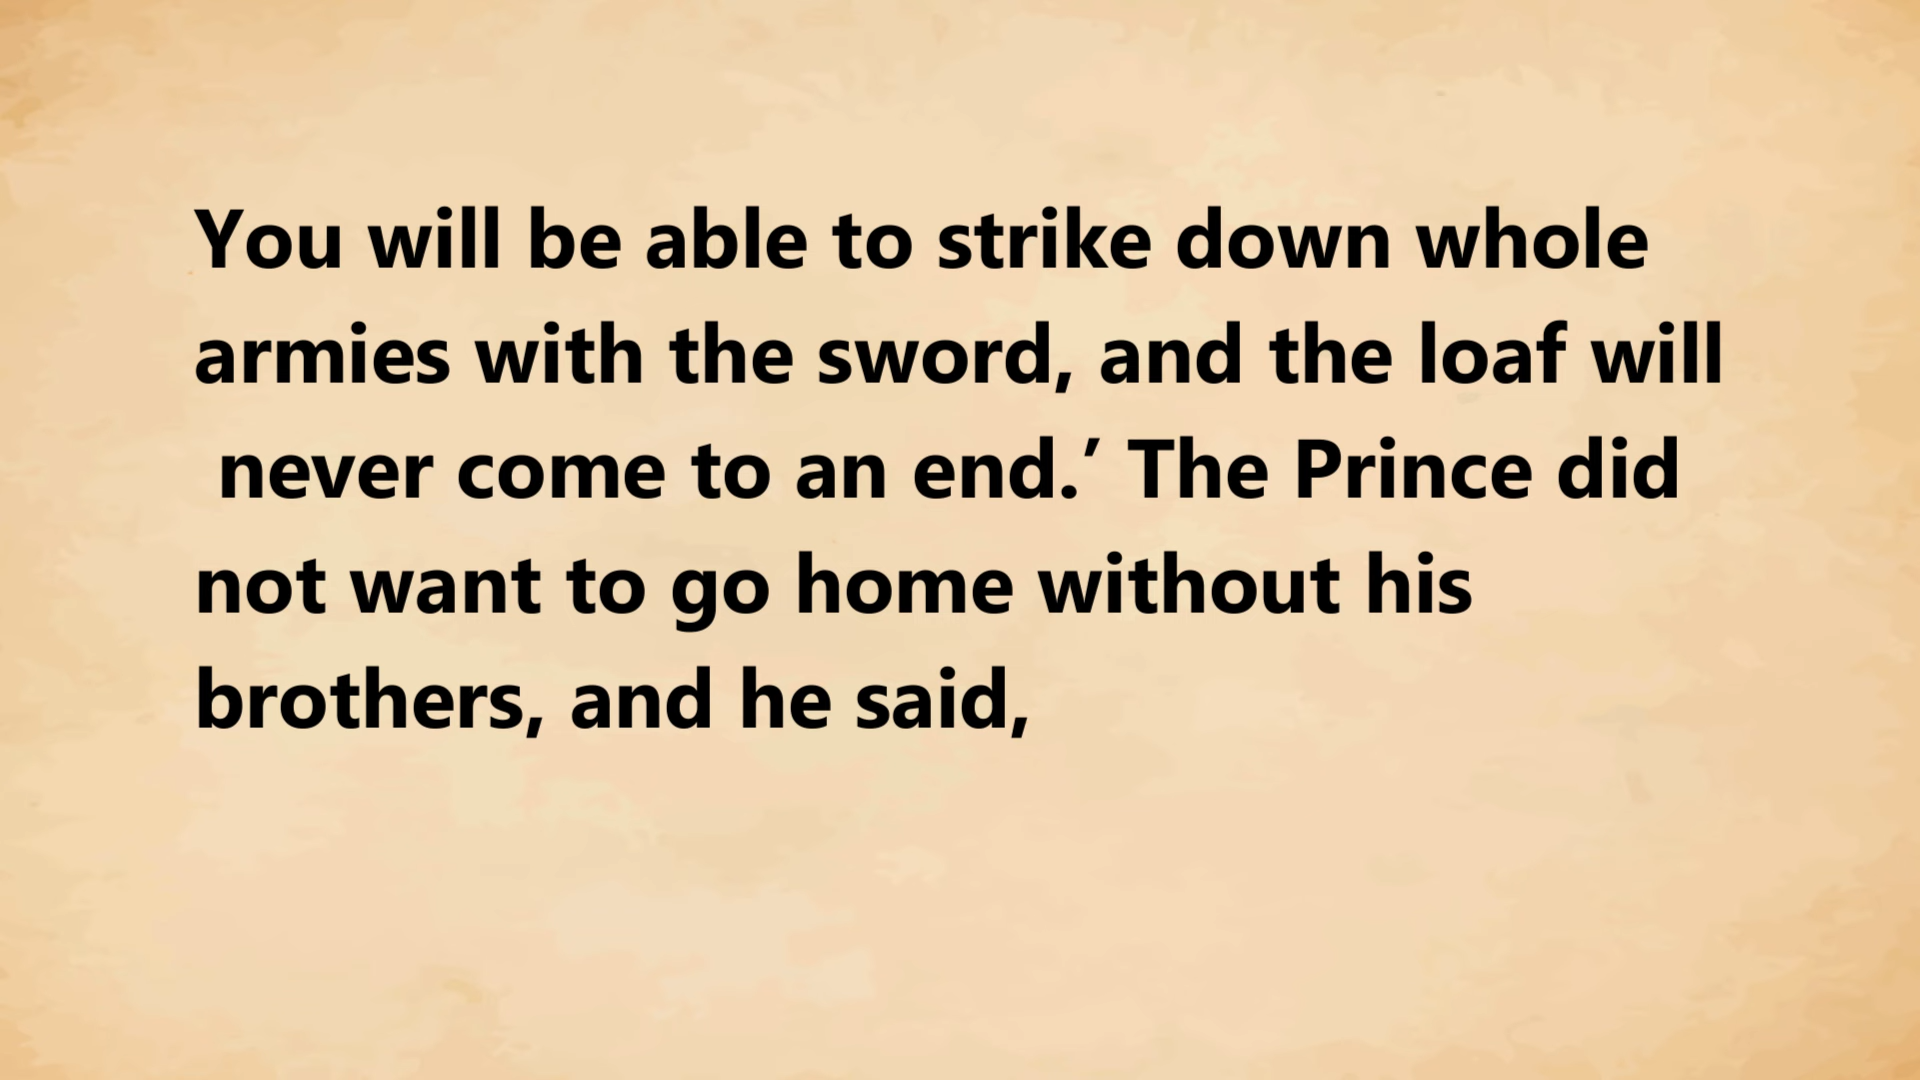 You will be able to strike down whole
armies with the sword, and the loaf will
never come to an end.’ The Prince did
not want to go home without his
brothers, and he said,